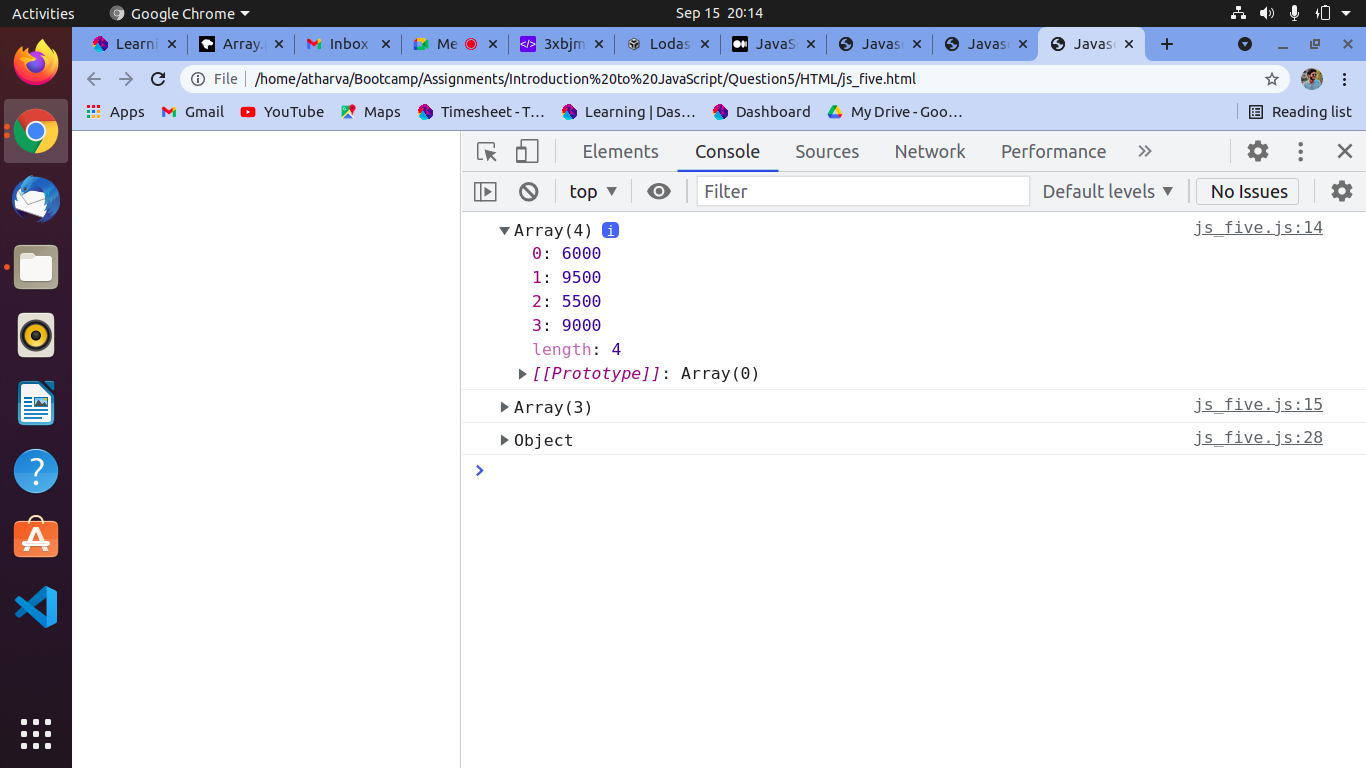 Activities Google Chrome Sep 15 20:14
Learni Array. Inbox Me 3xbjm Lodas JavaS Javasc Javasc Javasc
File /home/atharva/Bootcamp/Assignments/Introduction%20to%20JavaScript/Question5/HTML/js_five.html
Apps Gmail YouTube Maps Timesheet - T... Learning | Das... Dashboard My Drive - Goo... Reading list
Elements Console Sources Network Performance
top Filter Default levels No Issues
Array(4) i js_five.js:14
0: 6000
1: 9500
2: 5500
3: 9000
length: 4
[[Prototype]]: Array(0)
Array(3) js_five.js:15
Object js_five.js:28